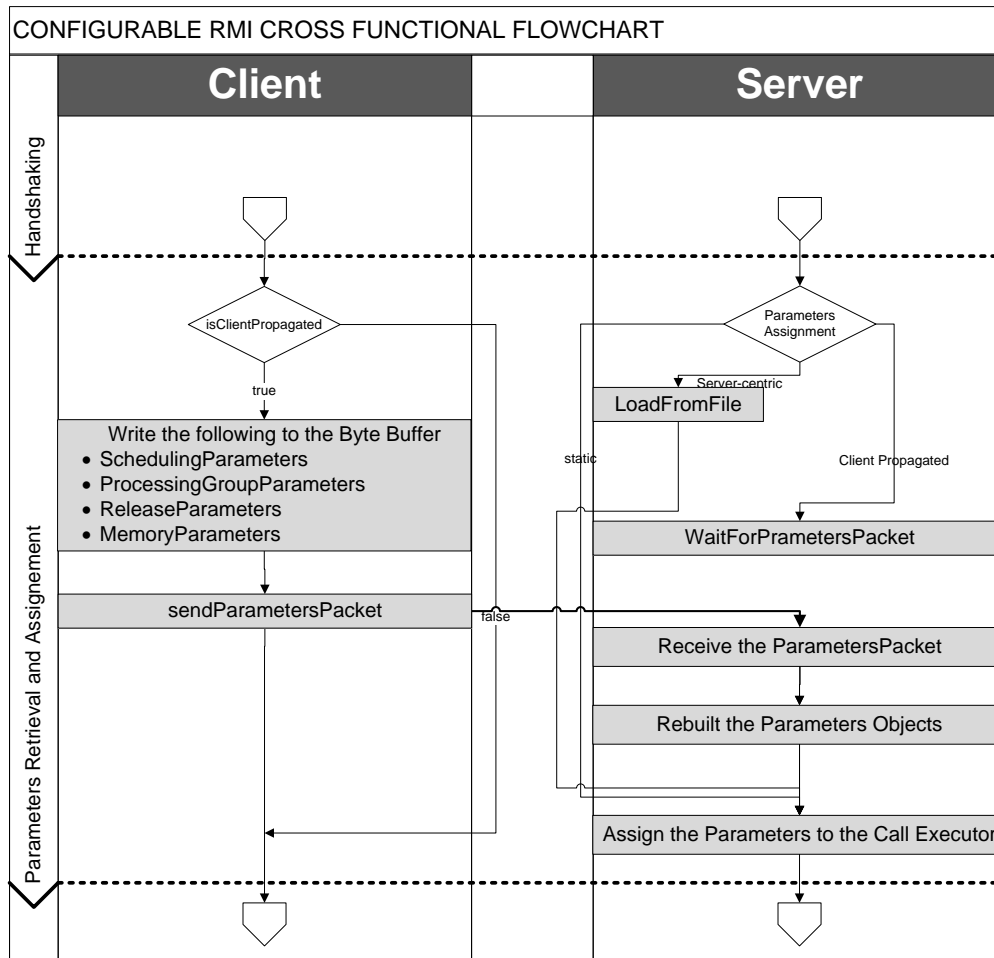 CONFIGURABLE RMI CROSS FUNCTIONAL FLOWCHART
Client
Server
Handshaking
isClientPropagated
Parameters
Assignment
true
Server-centric
LoadFromFile
Write the following to the Byte Buffer
• SchedulingParameters
• ProcessingGroupParameters
• ReleaseParameters
• MemoryParameters
static
Client Propagated
WaitForPrametersPacket
sendParametersPacket
false
Receive the ParametersPacket
Rebuilt the Parameters Objects
Assign the Parameters to the Call Executor
Parameters Retrieval and Assignement